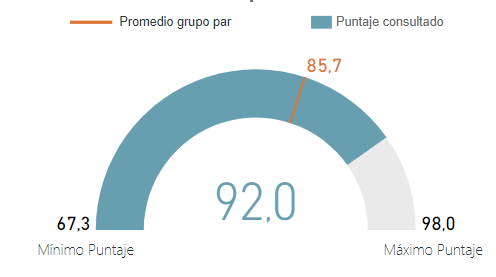 Promedio grupo par
Puntaje consultado
85,7
92,0
67,3
98,0
Mínimo Puntaje
Máximo Puntaje